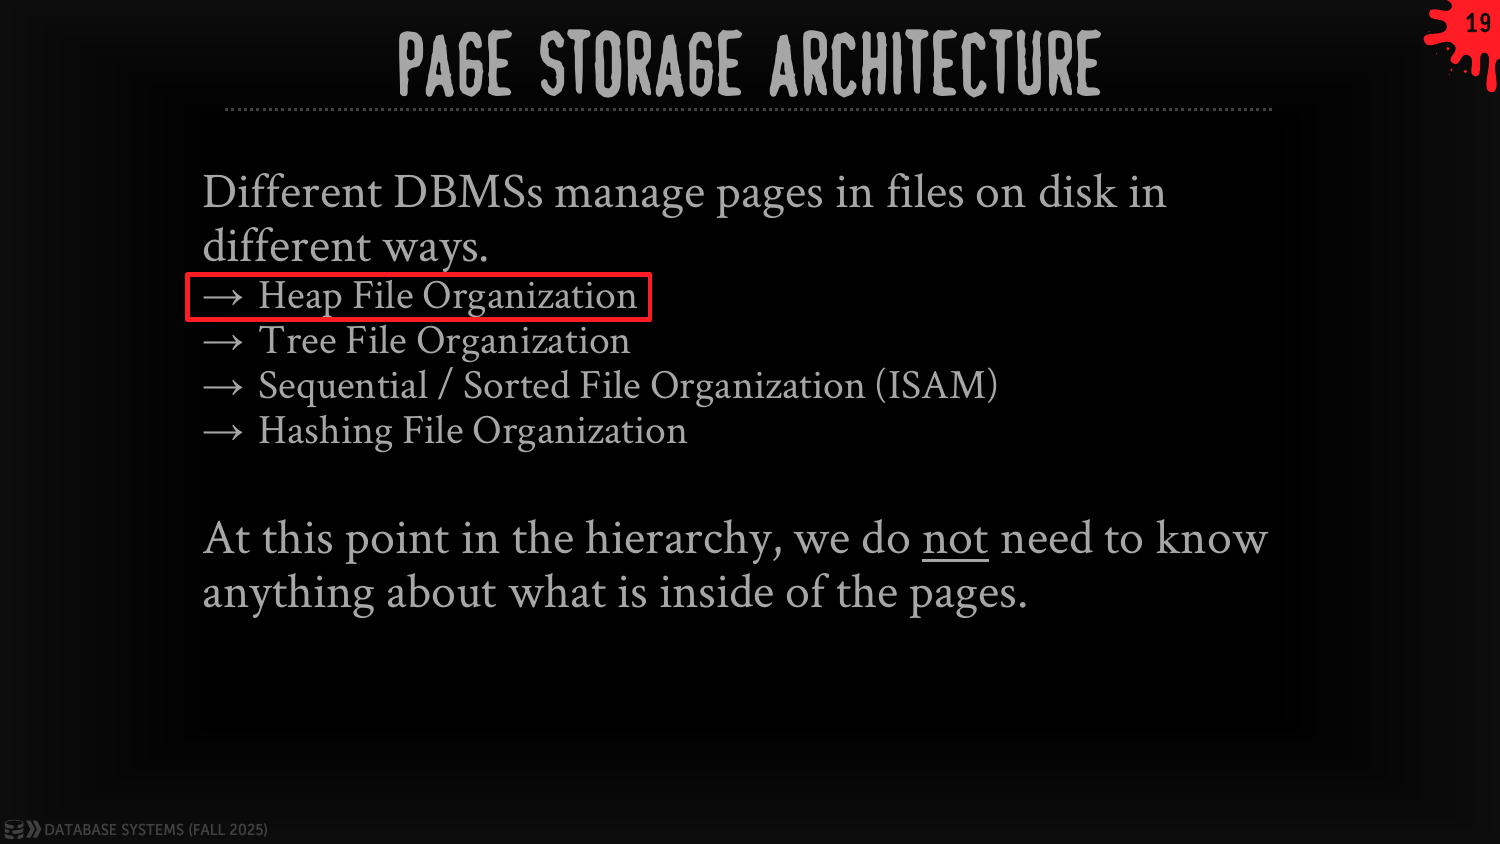 PAGE STORAGE ARCHITECTURE
19
Different DBMSs manage pages in files on disk in
different ways.
→ Heap File Organization
→ Tree File Organization
→ Sequential / Sorted File Organization (ISAM)
→ Hashing File Organization
At this point in the hierarchy, we do not need to know
anything about what is inside of the pages.
DATABASE SYSTEMS (FALL 2025)